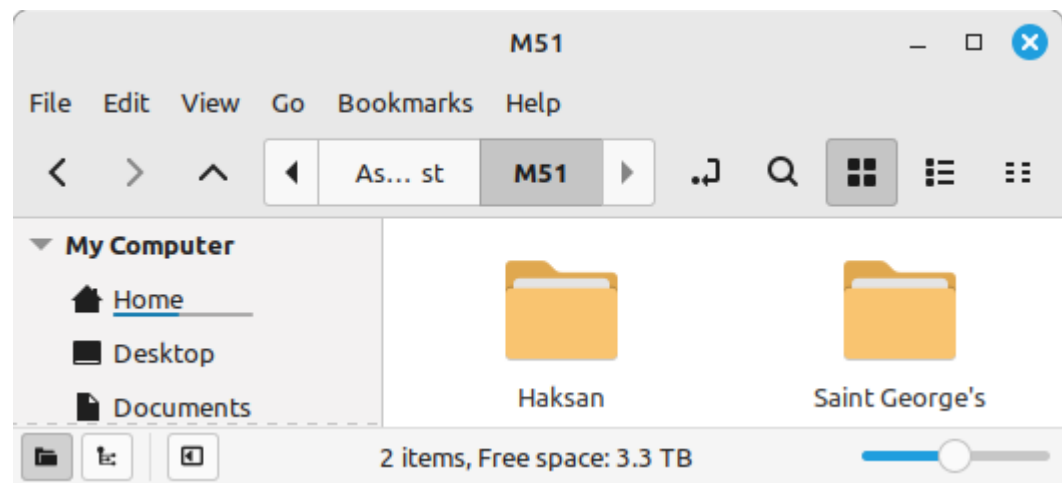 M51
File Edit View Go Bookmarks Help
As... st M51
My Computer
Home
Desktop
Documents
Haksan Saint George's
2 items, Free space: 3.3 TB